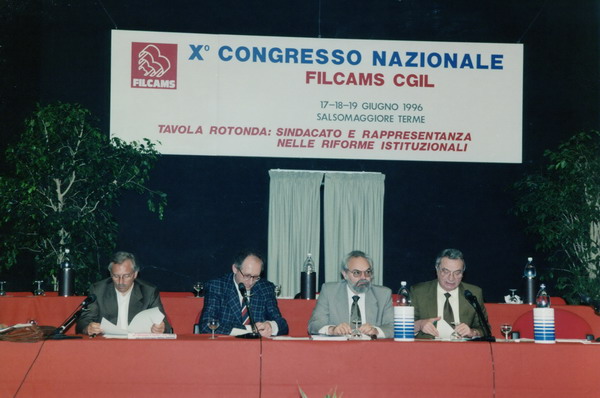 FILCAMS
X° CONGRESSO NAZIONALE
FILCAMS CGIL
17-18-19 GIUGNO 1996
SALSOMAGGIORE TERME
TAVOLA ROTONDA: SINDACATO E RAPPRESENTANZA
NELLE RIFORME ISTITUZIONALI